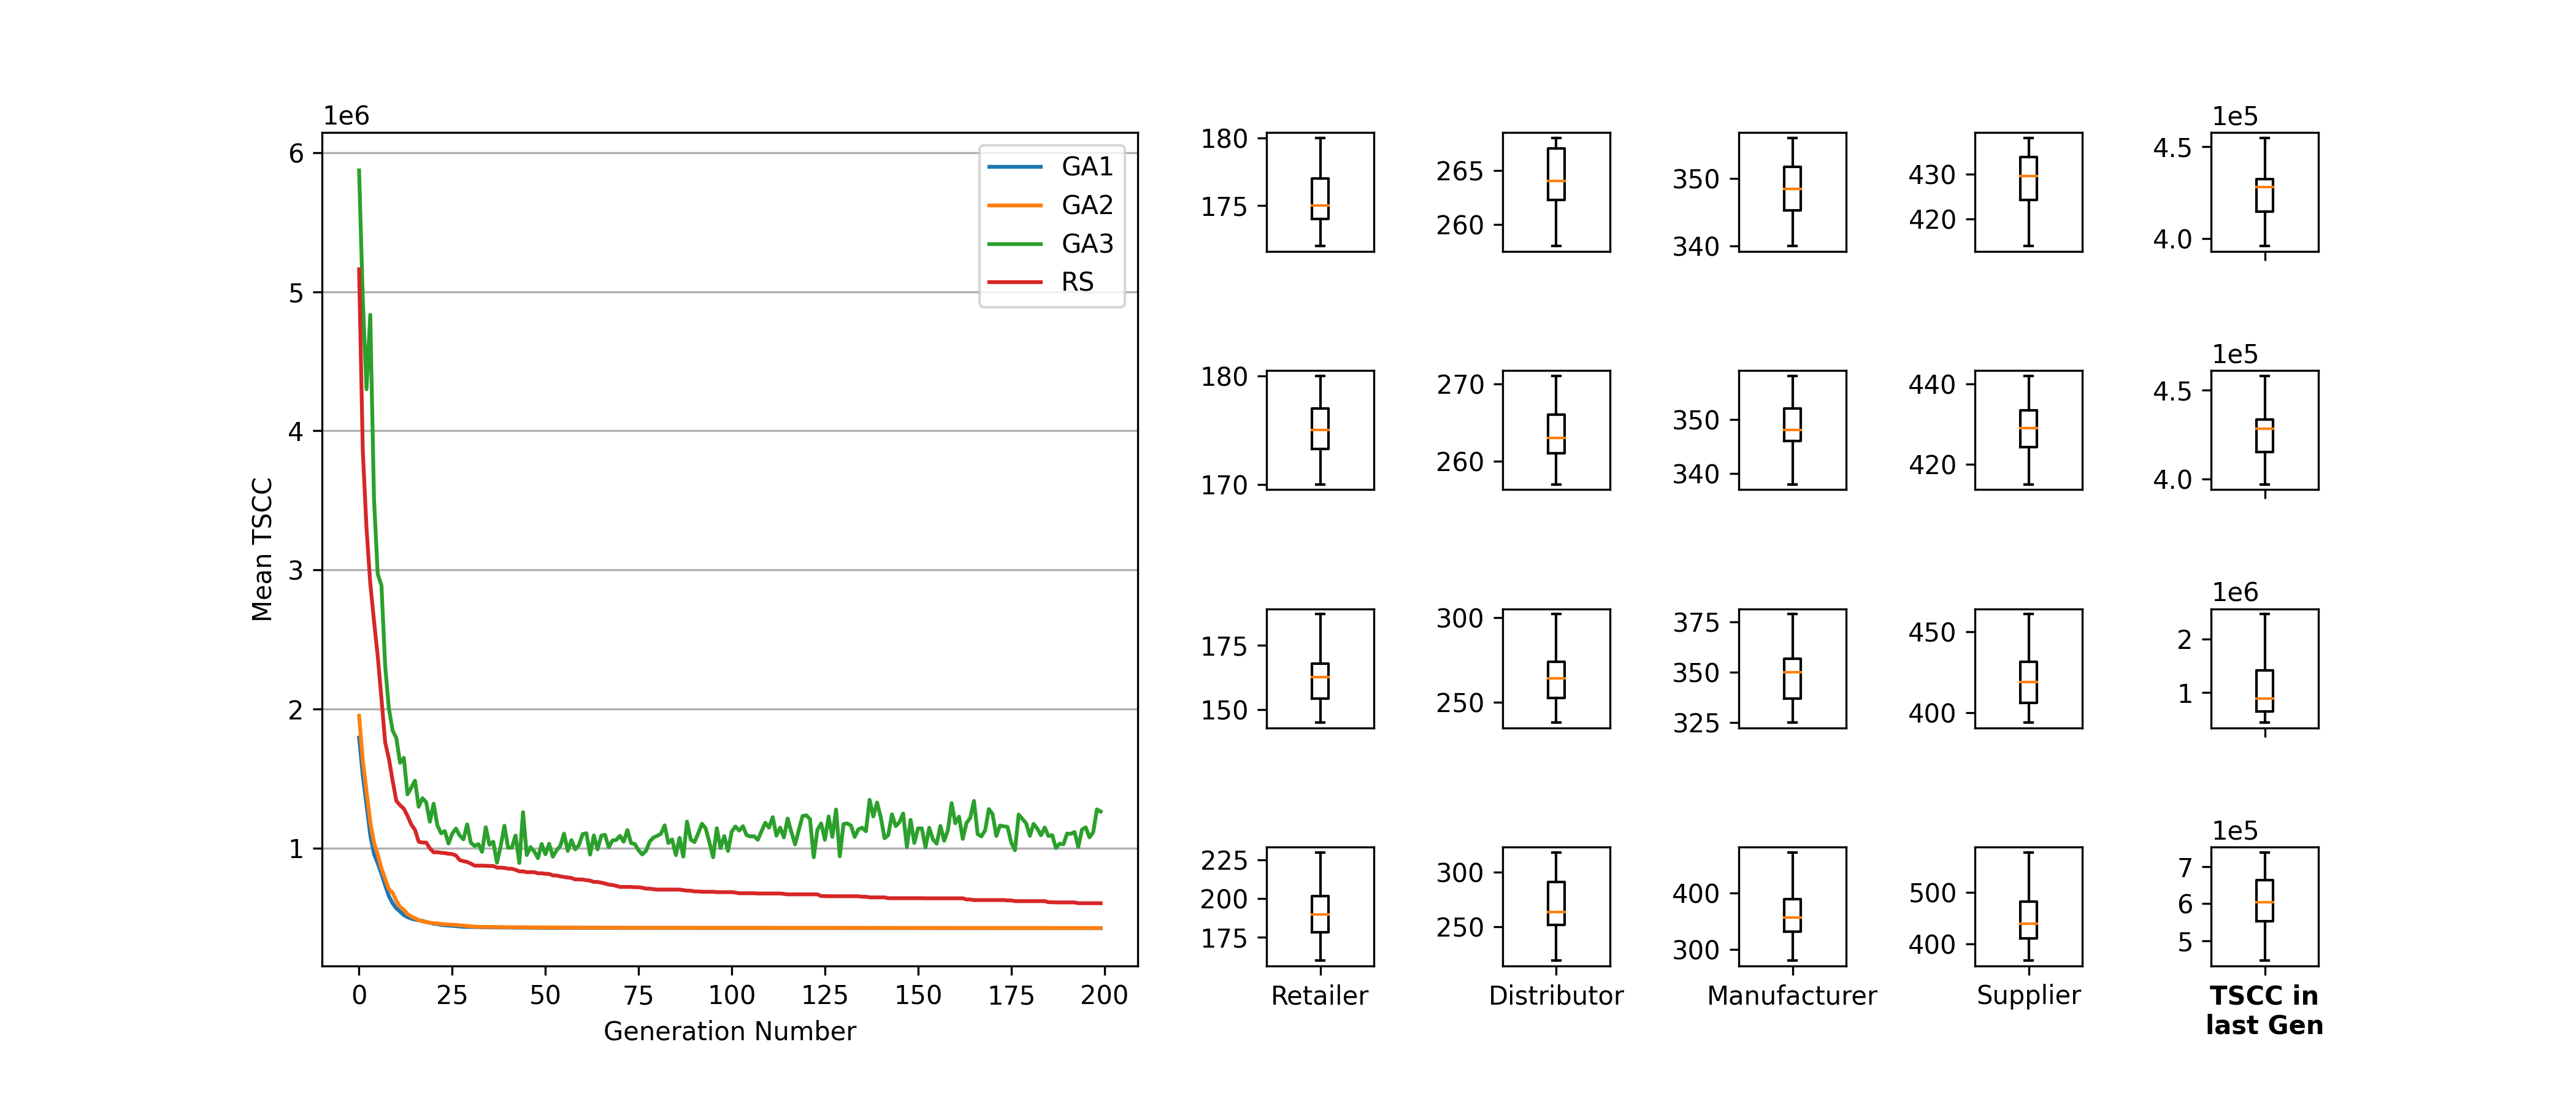 1e6
6
5
4
3
2
1
Mean TSCC
0 25 50 75 100 125 150 175 200
Generation Number
GA1
GA2
GA3
RS
180
175
265
260
350
340
430
420
1e5
4.5
4.0
180
170
270
260
350
340
440
420
1e5
4.5
4.0
175
150
300
250
375
350
325
450
400
1e6
2
1
225
200
175
300
250
400
300
500
400
1e5
7
6
5
Retailer
Distributor
Manufacturer
Supplier
TSCC in
last Gen